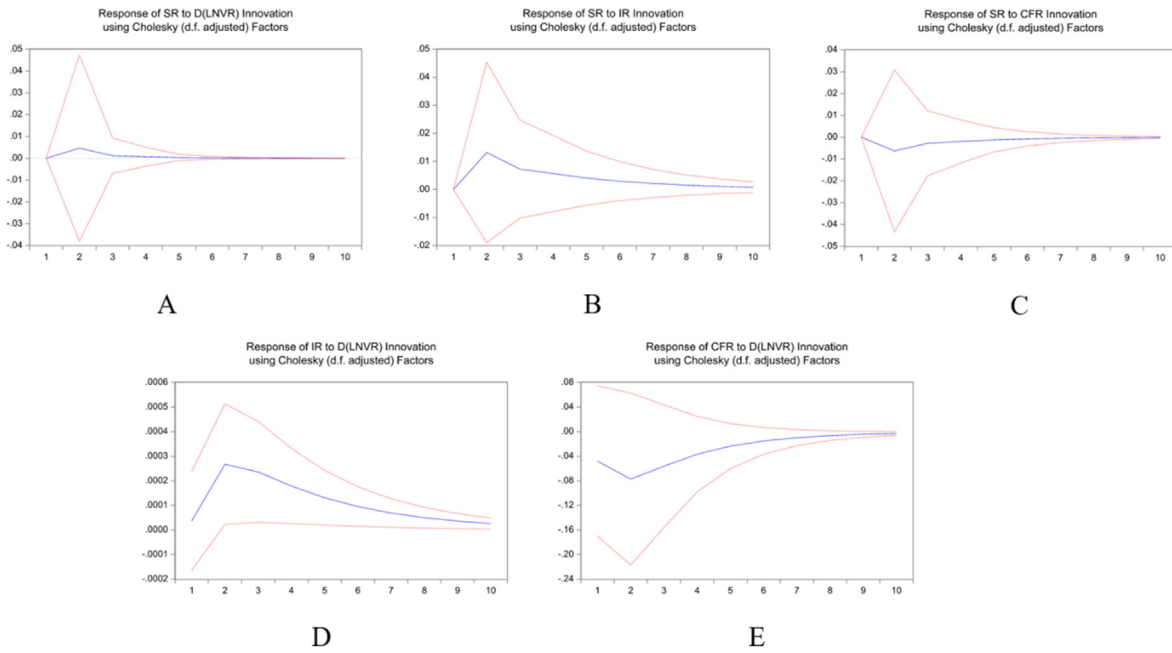 Response of SR to D(LNVR) Innovation
using Cholesky (d.f. adjusted) Factors
.05
.04
.03
.02
.01
.00
-.01
-.02
-.03
-.04
1 2 3 4 5 6 7 8 9 10
A
Response of SR to IR Innovation
using Cholesky (d.f. adjusted) Factors
.05
.04
.03
.02
.01
.00
-.01
-.02
1 2 3 4 5 6 7 8 9 10
B
Response of SR to CFR Innovation
using Cholesky (d.f. adjusted) Factors
.04
.03
.02
.01
.00
-.01
-.02
-.03
-.04
-.05
1 2 3 4 5 6 7 8 9 10
C
Response of IR to D(LNVR) Innovation
using Cholesky (d.f. adjusted) Factors
.0006
.0005
.0004
.0003
.0002
.0001
.0000
-.0001
-.0002
1 2 3 4 5 6 7 8 9 10
D
Response of CFR to D(LNVR) Innovation
using Cholesky (d.f. adjusted) Factors
.08
.04
.00
-.04
-.08
-.12
-.16
-.20
-.24
1 2 3 4 5 6 7 8 9 10
E